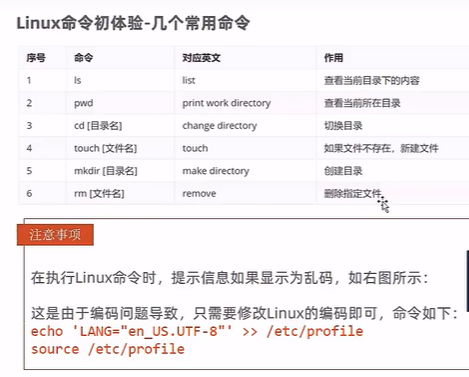 Linux命令初体验-几个常用命令
序号 命令 对应英文 作用
1 ls list 查看当前目录下的内容
2 pwd print work directory 查看当前所在目录
3 cd [目录名] change directory 切换目录
4 touch [文件名] touch 如果文件不存在，新建文件
5 mkdir [目录名] make directory 创建目录
6 rm [文件名] remove 删除指定文件
注意事项
在执行Linux命令时，提示信息如果显示为乱码，如右图所示：
这是由于编码问题导致，只需要修改Linux的编码即可，命令如下：
echo 'LANG="en_US.UTF-8"' >> /etc/profile
source /etc/profile